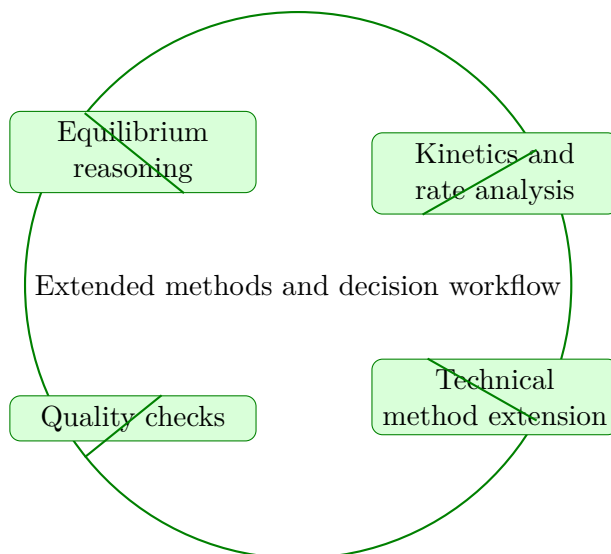 Equilibrium
reasoning
Kinetics and
rate analysis
Extended methods and decision workflow
Quality checks
Technical
method extension